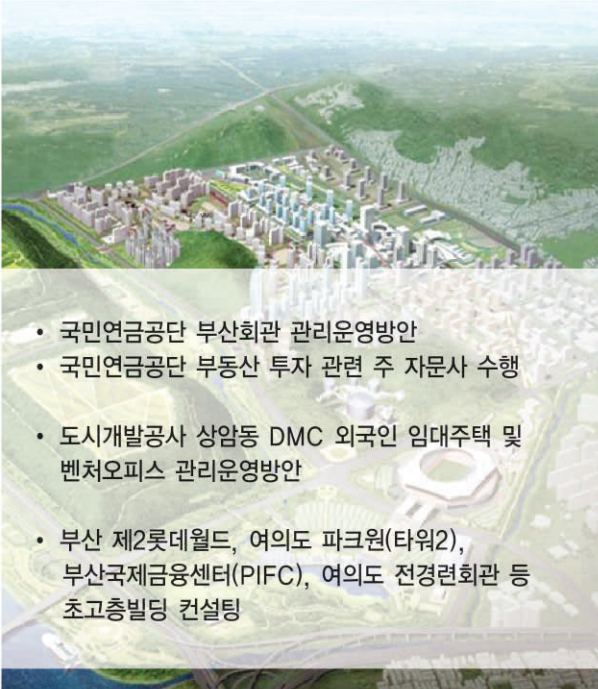 • 국민연금공단 부산회관 관리운영방안
• 국민연금공단 부동산 투자 관련 주 자문사 수행
• 도시개발공사 상암동 DMC 외국인 임대주택 및
벤처오피스 관리운영방안
• 부산 제2롯데월드, 여의도 파크원(타워2),
부산국제금융센터(PIFC), 여의도 전경련회관 등
초고층빌딩 컨설팅